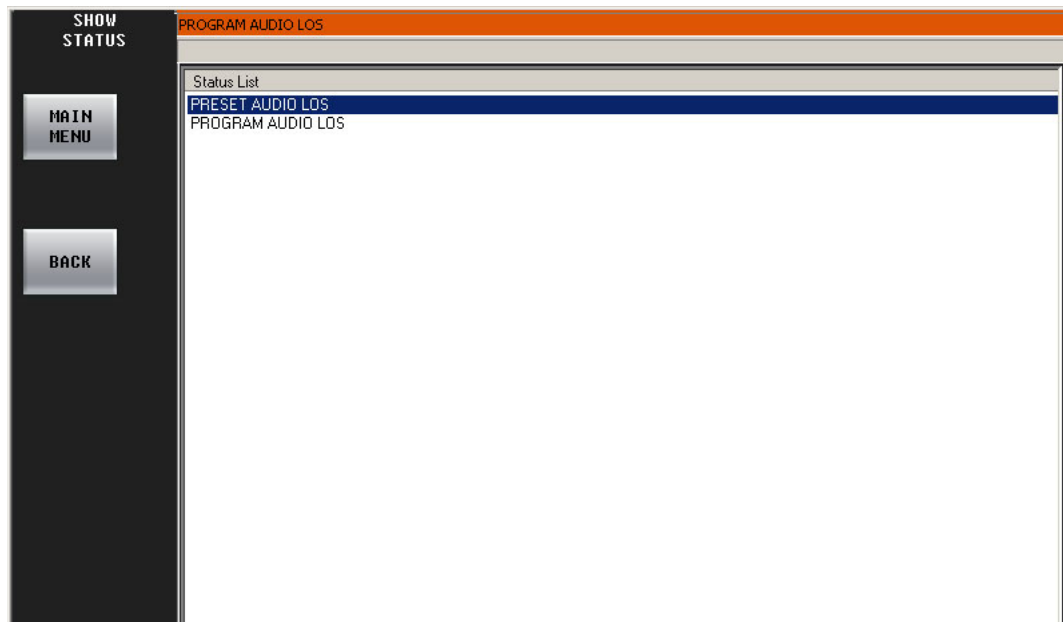 SHOW
STATUS
PROGRAM AUDIO LOS
Status List
PRESET AUDIO LOS
PROGRAM AUDIO LOS
MAIN
MENU
BACK